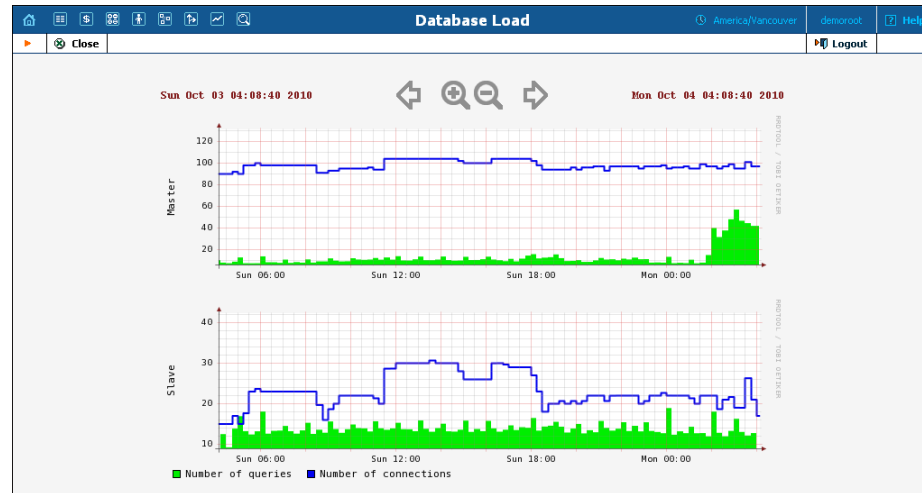 Database Load
America/Vancouver
demoroot
Help
Close
Logout
Sun Oct 03 04:08:40 2010
Mon Oct 04 04:08:40 2010
120
100
80
60
40
20
Master
Sun 06:00 Sun 12:00 Sun 18:00 Mon 00:00
RRDTOOL / TOBI OETIKER
40
30
20
10
Slave
Sun 06:00 Sun 12:00 Sun 18:00 Mon 00:00
RRDTOOL / TOBI OETIKER
Number of queries Number of connections